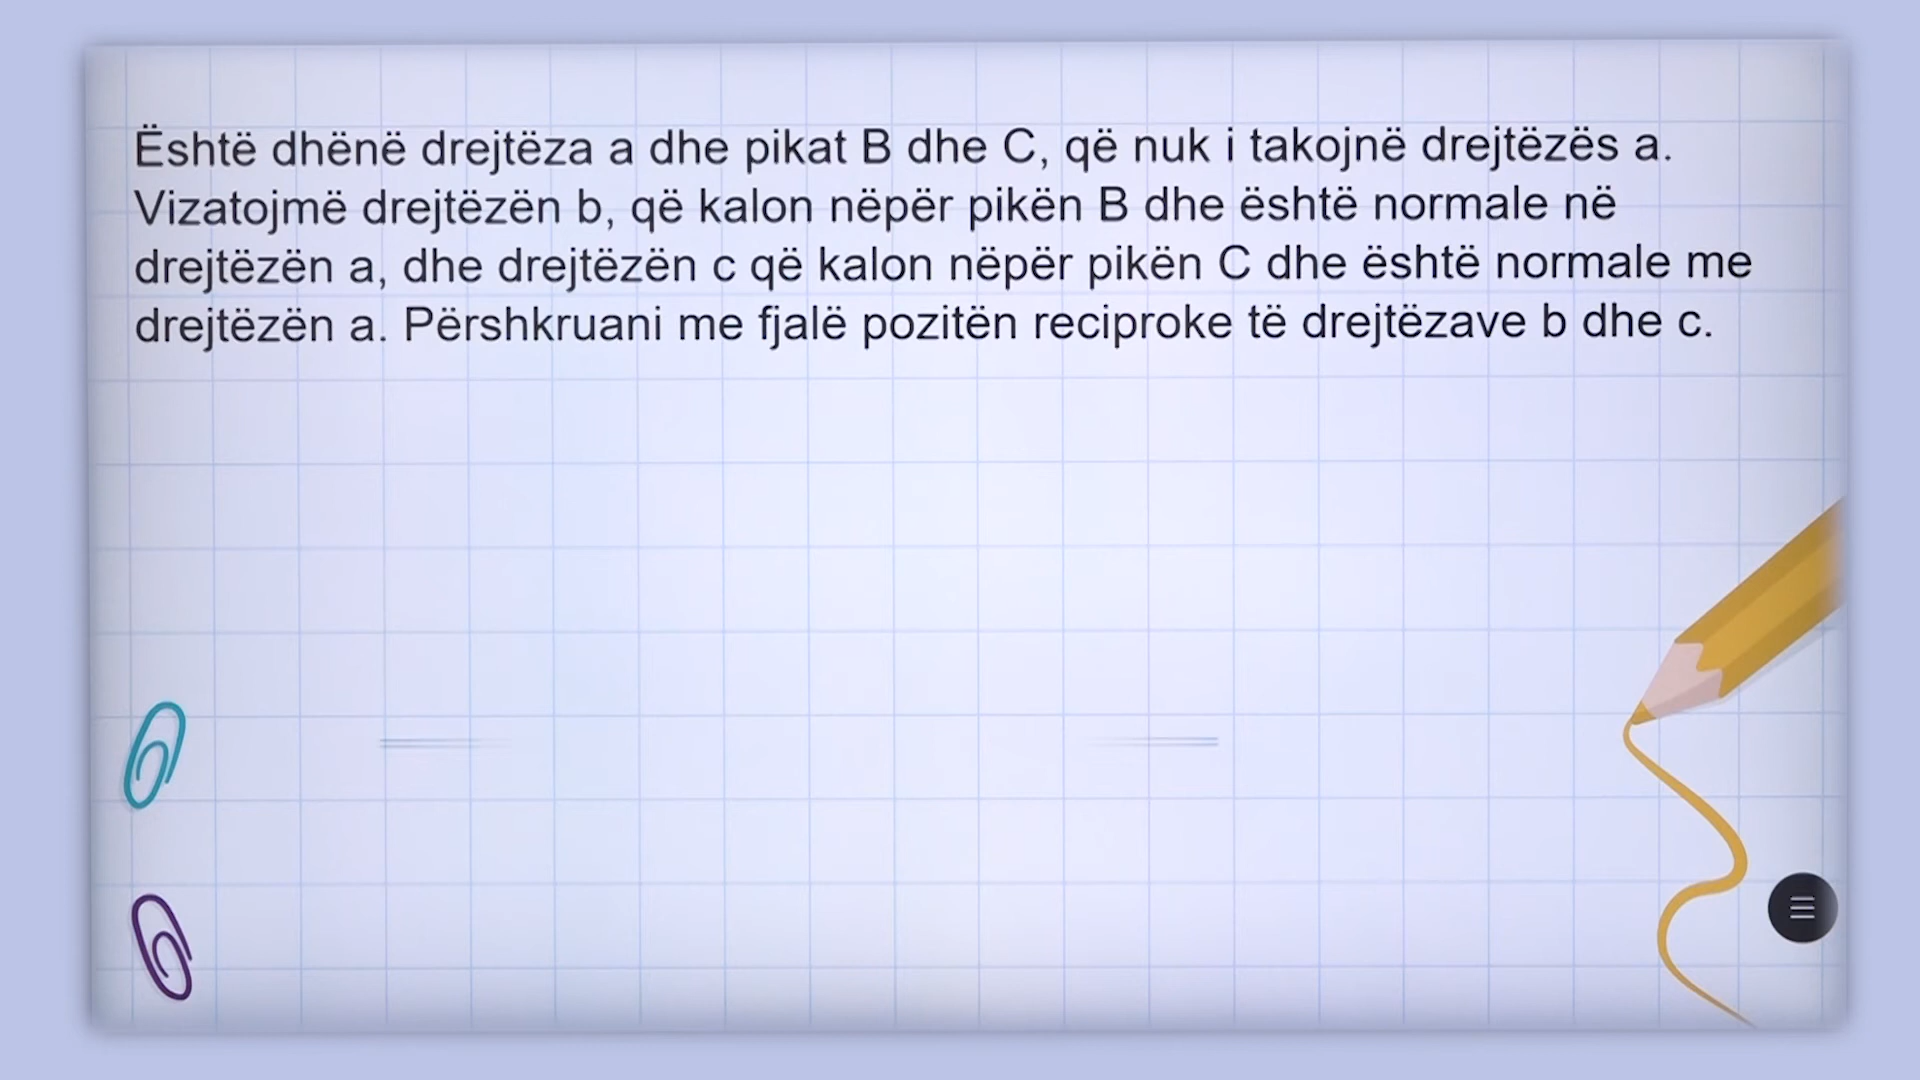 Është dhënë drejtëza a dhe pikat B dhe C, që nuk i takojnë drejtëzës a.
Vizatojmë drejtëzën b, që kalon nëpër pikën B dhe është normale në
drejtëzën a, dhe drejtëzën c që kalon nëpër pikën C dhe është normale me
drejtëzën a. Përshkruani me fjalë pozitën reciproke të drejtëzave b dhe c.